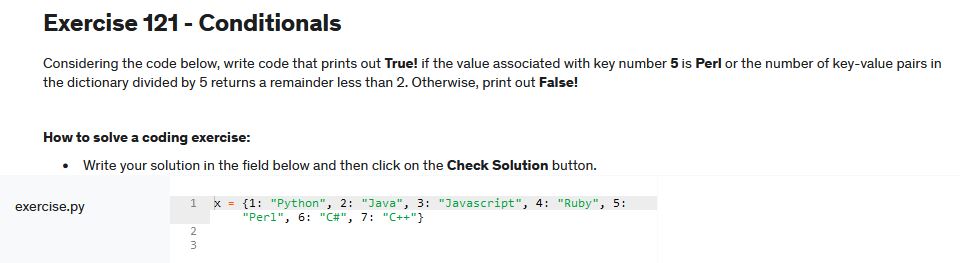 Exercise 121 - Conditionals
Considering the code below, write code that prints out True! if the value associated with key number 5 is Perl or the number of key-value pairs in
the dictionary divided by 5 returns a remainder less than 2. Otherwise, print out False!
How to solve a coding exercise:
• Write your solution in the field below and then click on the Check Solution button.
exercise.py
1 x = {1: "Python", 2: "Java", 3: "Javascript", 4: "Ruby", 5:
"Perl", 6: "C#", 7: "C++"}
2
3